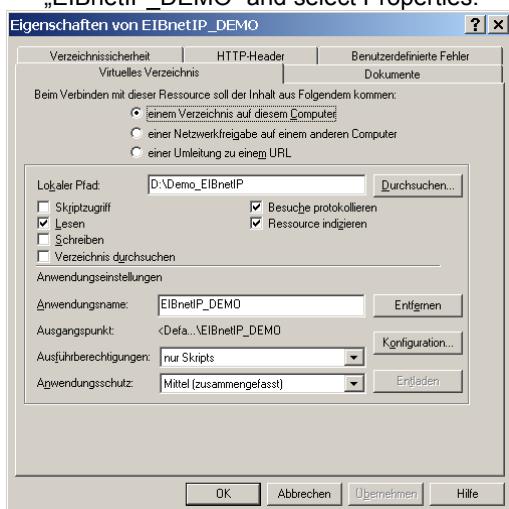 „EIBnetIP_DEMO“ and select Properties.
Eigenschaften von EIBnetIP_DEMO
Verzeichnissicherheit HTTP-Header Benutzerdefinierte Fehler
Virtuelles Verzeichnis Dokumente
Beim Verbinden mit dieser Ressource soll der Inhalt aus Folgendem kommen:
einem Verzeichnis auf diesem Computer
einer Netzwerkfreigabe auf einem anderen Computer
einer Umleitung zu einem URL
Lokaler Pfad: D:\Demo_EIBnetIP Durchsuchen...
Skriptzugriff Besuche protokollieren
Lesen Ressource indizieren
Schreiben
Verzeichnis durchsuchen
Anwendungseinstellungen
Anwendungsname: EIBnetIP_DEMO Entfernen
Ausgangspunkt: <Defa...\EIBnetIP_DEMO
Konfiguration...
Ausführberechtigungen: nur Skripts
Anwendungsschutz: Mittel (zusammengefasst) Entladen
OK Abbrechen Übernehmen Hilfe